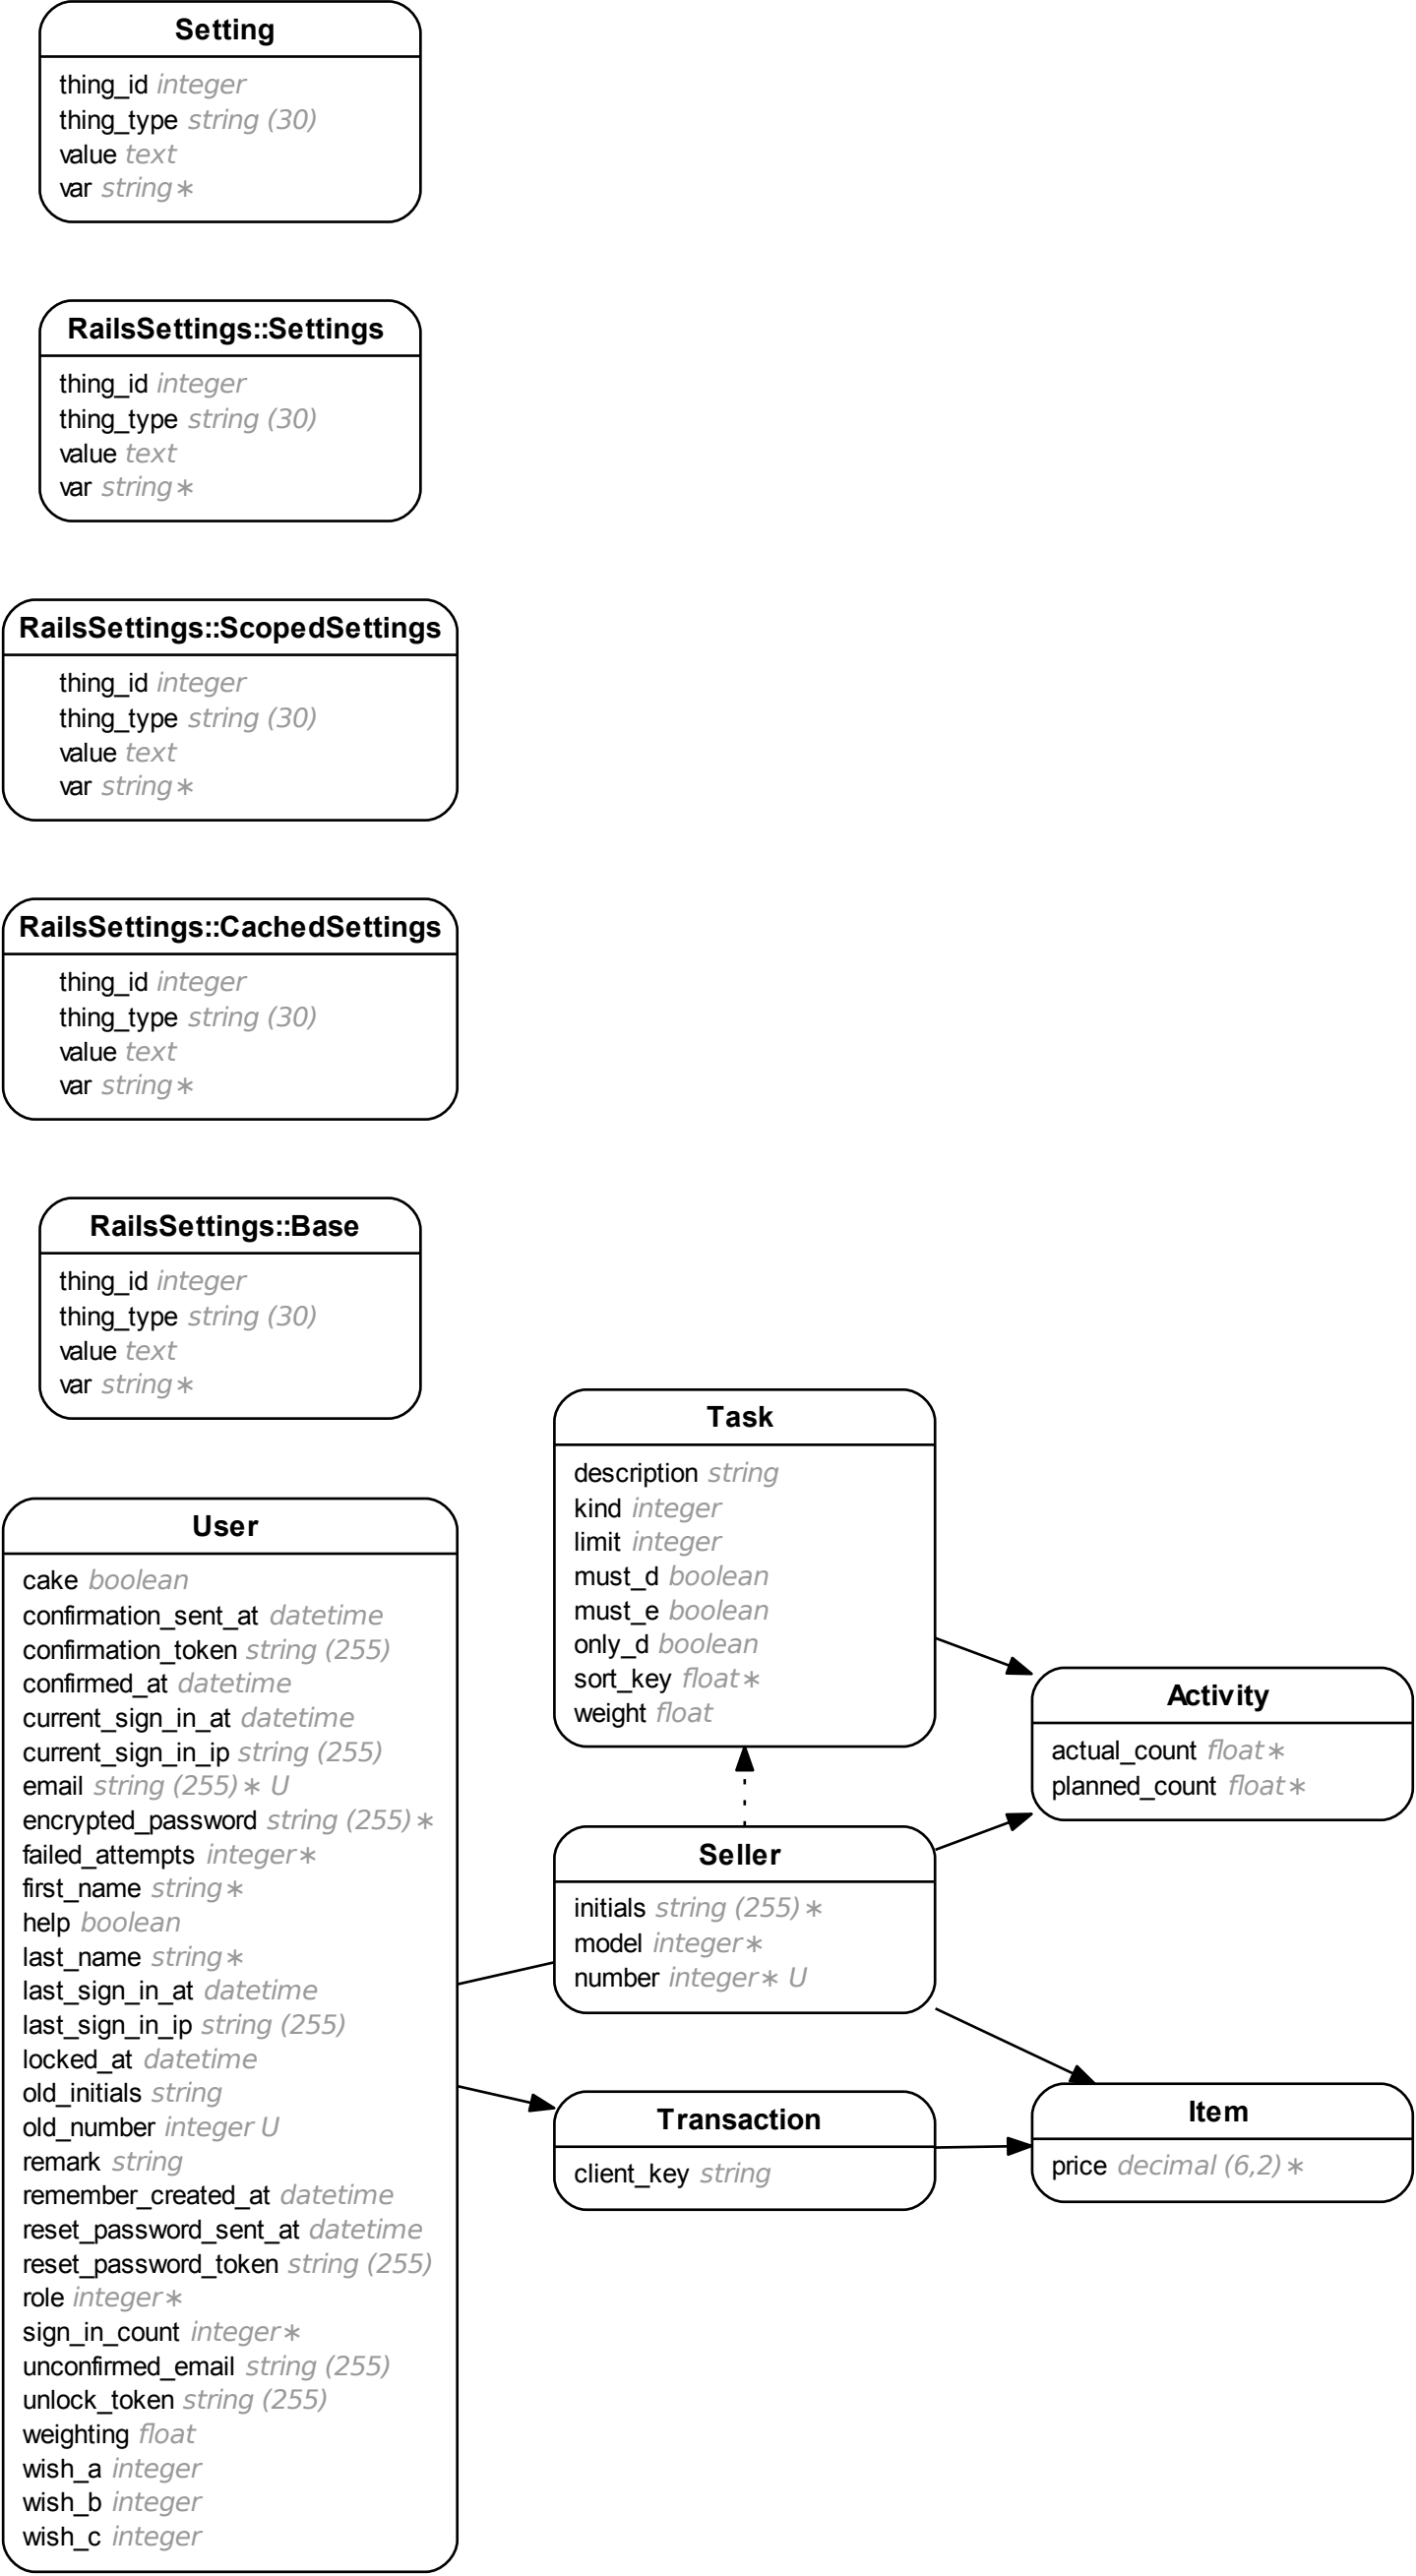 Setting
thing_id integer
thing_type string (30)
value text
var string ∗
RailsSettings::Settings
thing_id integer
thing_type string (30)
value text
var string ∗
RailsSettings::ScopedSettings
thing_id integer
thing_type string (30)
value text
var string ∗
RailsSettings::CachedSettings
thing_id integer
thing_type string (30)
value text
var string ∗
RailsSettings::Base
thing_id integer
thing_type string (30)
value text
var string ∗
User
cake boolean
confirmation_sent_at datetime
confirmation_token string (255)
confirmed_at datetime
current_sign_in_at datetime
current_sign_in_ip string (255)
email string (255) ∗ U
encrypted_password string (255) ∗
failed_attempts integer ∗
first_name string ∗
help boolean
last_name string ∗
last_sign_in_at datetime
last_sign_in_ip string (255)
locked_at datetime
old_initials string
old_number integer U
remark string
remember_created_at datetime
reset_password_sent_at datetime
reset_password_token string (255)
role integer ∗
sign_in_count integer ∗
unconfirmed_email string (255)
unlock_token string (255)
weighting float
wish_a integer
wish_b integer
wish_c integer
Task
description string
kind integer
limit integer
must_d boolean
must_e boolean
only_d boolean
sort_key float ∗
weight float
Seller
initials string (255) ∗
model integer ∗
number integer ∗ U
Transaction
client_key string
Activity
actual_count float ∗
planned_count float ∗
Item
price decimal (6,2) ∗